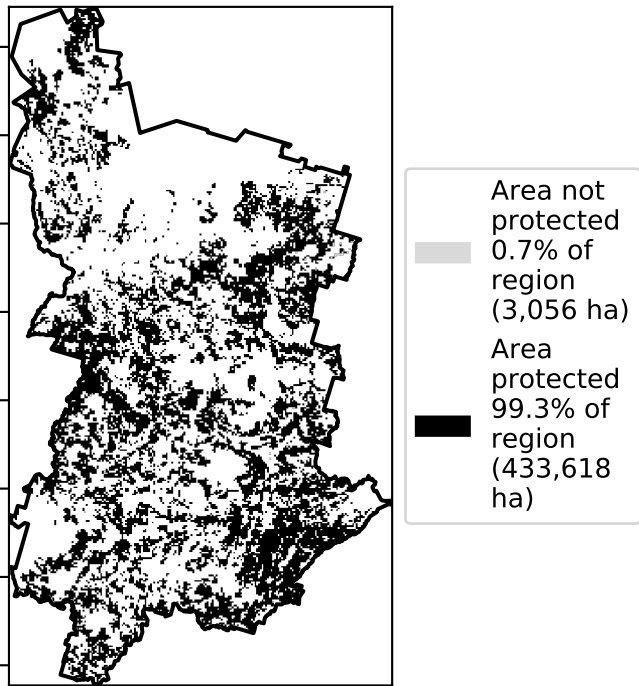 Area not
protected
0.7% of
region
(3,056 ha)
Area
protected
99.3% of
region
(433,618
ha)